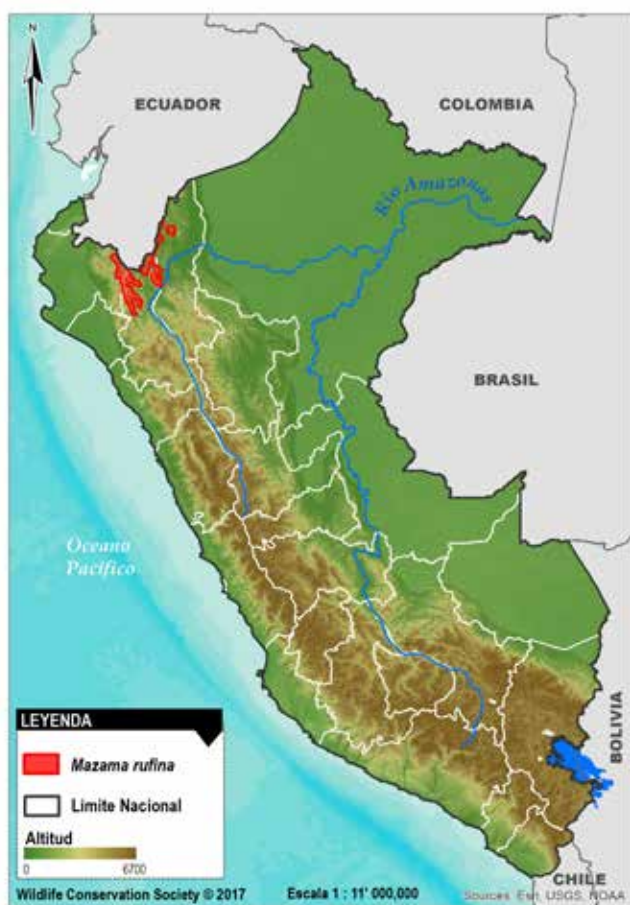 N
ECUADOR
COLOMBIA
Río Amazonas
BRASIL
Océano
Pacífico
BOLIVIA
LEYENDA
Mazama rufina
Límite Nacional
Altitud
0 6700
CHILE
Wildlife Conservation Society © 2017 Escala 1 : 11' 000,000 Sources: Esri, USGS, NOAA